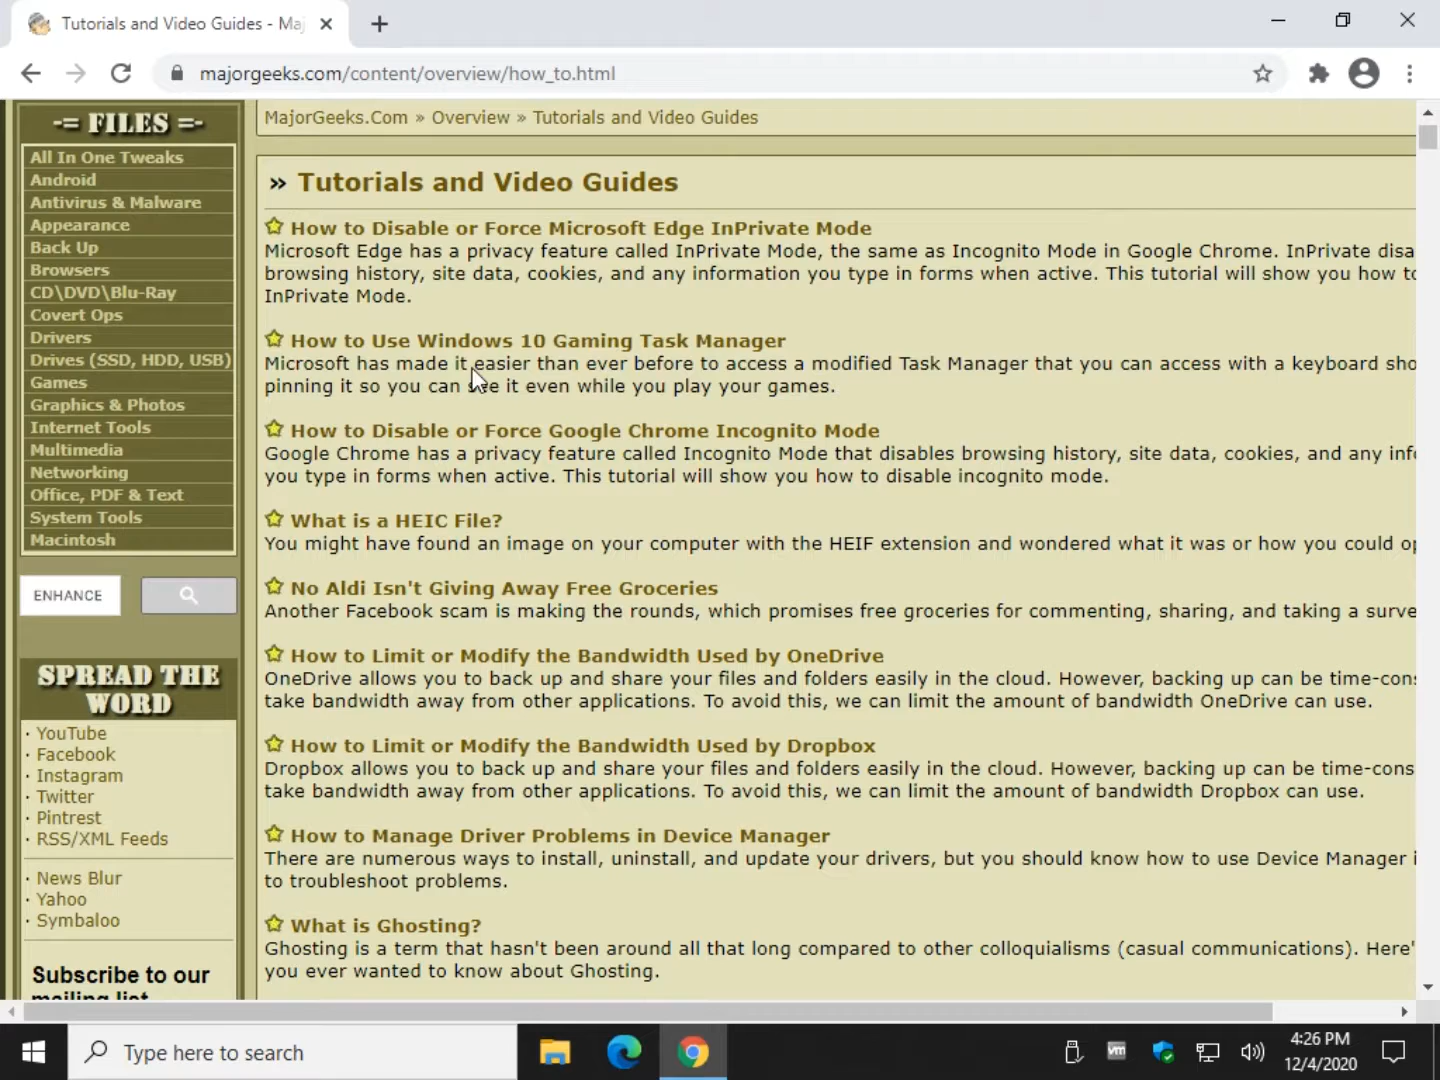 Tutorials and Video Guides - Maj
majorgeeks.com/content/overview/how_to.html
-= FILES =-
All In One Tweaks
Android
Antivirus & Malware
Appearance
Back Up
Browsers
CD\DVD\Blu-Ray
Covert Ops
Drivers
Drives (SSD, HDD, USB)
Games
Graphics & Photos
Internet Tools
Multimedia
Networking
Office, PDF & Text
System Tools
Macintosh
ENHANCE
SPREAD THE
WORD
· YouTube
· Facebook
· Instagram
· Twitter
· Pintrest
· RSS/XML Feeds
· News Blur
· Yahoo
· Symbaloo
Subscribe to our
mailing list
MajorGeeks.Com » Overview » Tutorials and Video Guides
» Tutorials and Video Guides
How to Disable or Force Microsoft Edge InPrivate Mode
Microsoft Edge has a privacy feature called InPrivate Mode, the same as Incognito Mode in Google Chrome. InPrivate disa
browsing history, site data, cookies, and any information you type in forms when active. This tutorial will show you how to
InPrivate Mode.
How to Use Windows 10 Gaming Task Manager
Microsoft has made it easier than ever before to access a modified Task Manager that you can access with a keyboard sho
pinning it so you can see it even while you play your games.
How to Disable or Force Google Chrome Incognito Mode
Google Chrome has a privacy feature called Incognito Mode that disables browsing history, site data, cookies, and any info
you type in forms when active. This tutorial will show you how to disable incognito mode.
What is a HEIC File?
You might have found an image on your computer with the HEIF extension and wondered what it was or how you could op
No Aldi Isn't Giving Away Free Groceries
Another Facebook scam is making the rounds, which promises free groceries for commenting, sharing, and taking a surve
How to Limit or Modify the Bandwidth Used by OneDrive
OneDrive allows you to back up and share your files and folders easily in the cloud. However, backing up can be time-cons
take bandwidth away from other applications. To avoid this, we can limit the amount of bandwidth OneDrive can use.
How to Limit or Modify the Bandwidth Used by Dropbox
Dropbox allows you to back up and share your files and folders easily in the cloud. However, backing up can be time-cons
take bandwidth away from other applications. To avoid this, we can limit the amount of bandwidth Dropbox can use.
How to Manage Driver Problems in Device Manager
There are numerous ways to install, uninstall, and update your drivers, but you should know how to use Device Manager i
to troubleshoot problems.
What is Ghosting?
Ghosting is a term that hasn't been around all that long compared to other colloquialisms (casual communications). Here'
you ever wanted to know about Ghosting.
Type here to search
vm
4:26 PM
12/4/2020